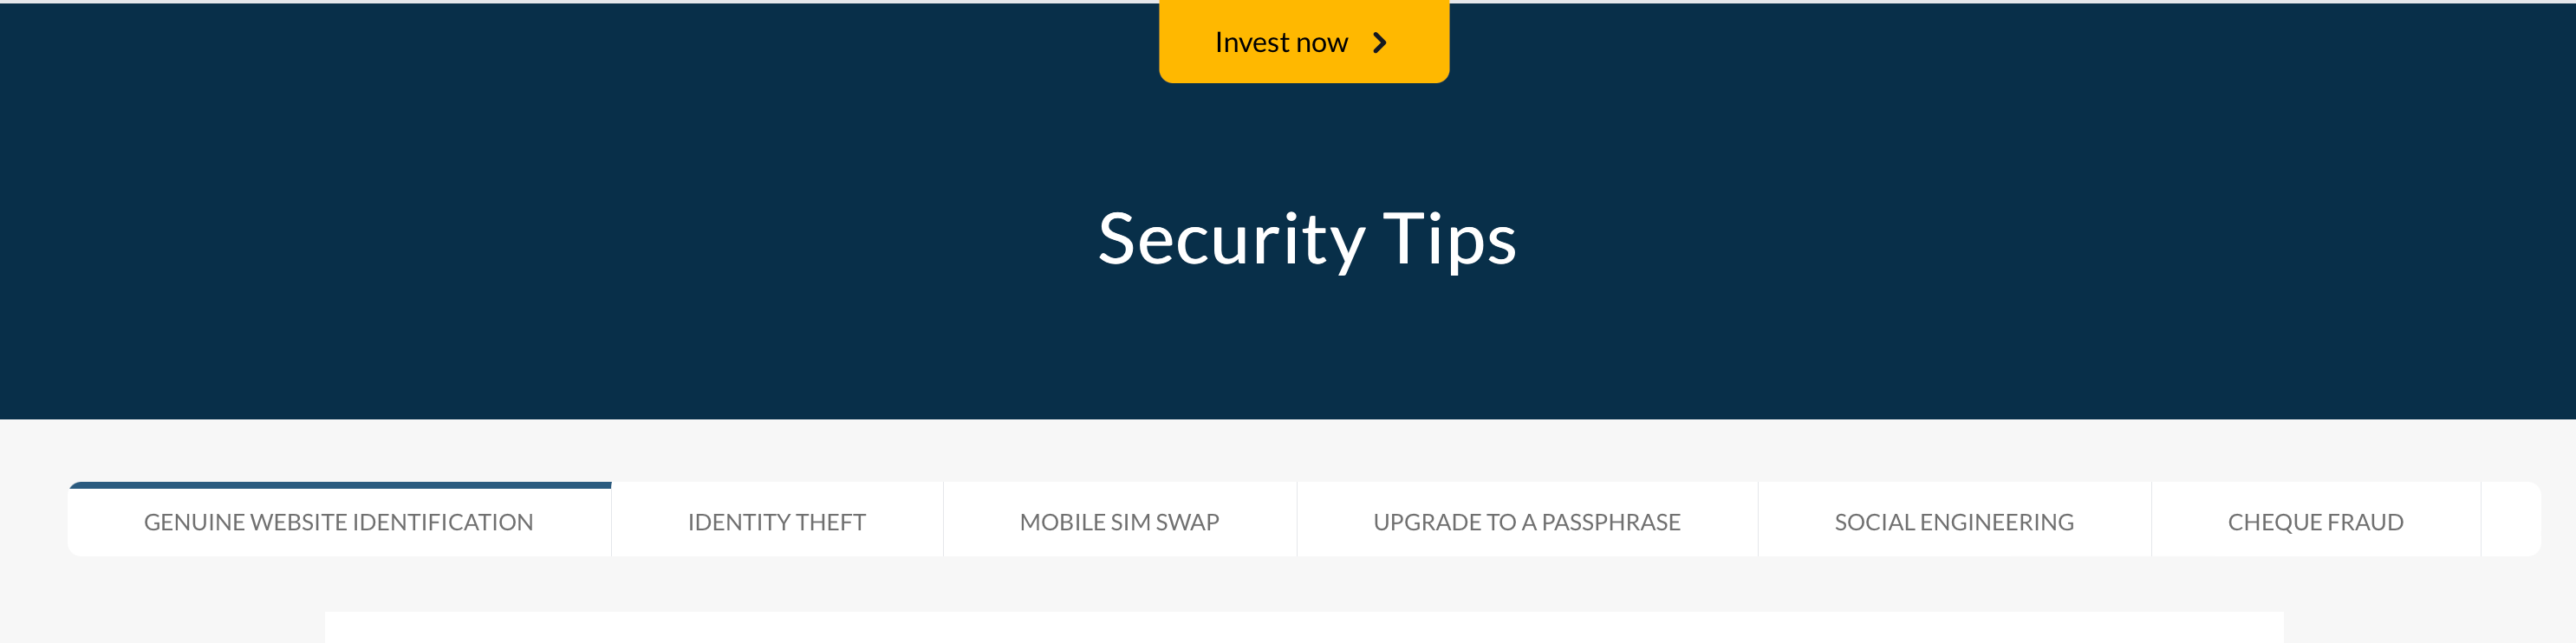 Invest now
Security Tips
GENUINE WEBSITE IDENTIFICATION
IDENTITY THEFT
MOBILE SIM SWAP
UPGRADE TO A PASSPHRASE
SOCIAL ENGINEERING
CHEQUE FRAUD